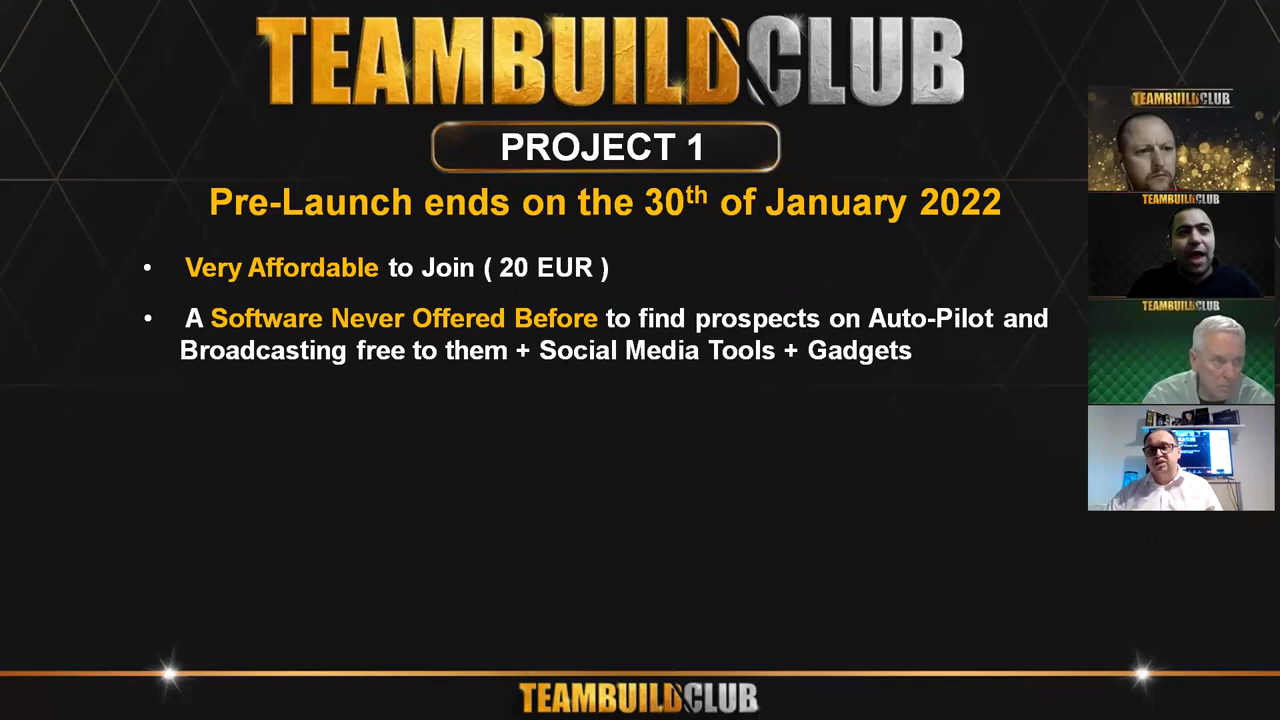 TEAMBUILDCLUB
PROJECT 1
Pre-Launch ends on the 30th of January 2022
• Very Affordable to Join ( 20 EUR )
• A Software Never Offered Before to find prospects on Auto-Pilot and
Broadcasting free to them + Social Media Tools + Gadgets
TEAMBUILDCLUB
TEAMBUILDCLUB
TEAMBUILDCLUB
TEAMBUILDCLUB